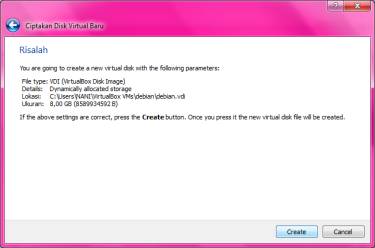 Ciptakan Disk Virtual Baru
Risalah
You are going to create a new virtual disk with the following parameters:
File type: VDI (VirtualBox Disk Image)
Details: Dynamically allocated storage
Lokasi: C:\Users\NANI\VirtualBox VMs\debian\debian.vdi
Ukuran: 8,00 GB (8589934592 B)
If the above settings are correct, press the Create button. Once you press it the new virtual disk file will be created.
Create Cancel